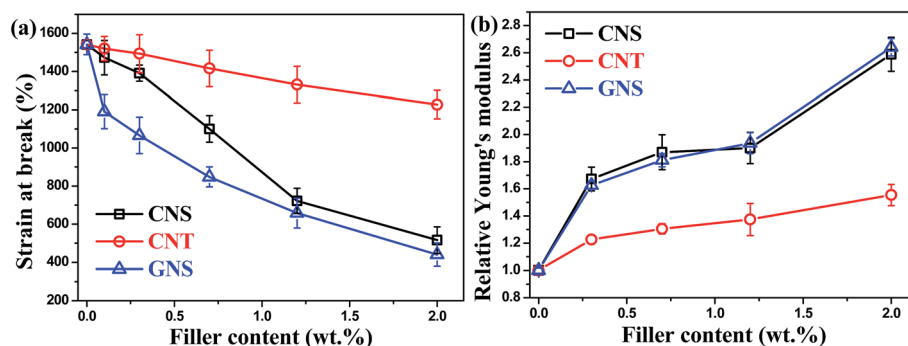 (a)
Strain at break (%)
1600
1400
1200
1000
800
600
400
200
CNS
CNT
GNS
0.0 0.5 1.0 1.5 2.0
Filler content (wt.%)
(b)
Relative Young's modulus
2.8
2.6
2.4
2.2
2.0
1.8
1.6
1.4
1.2
1.0
0.8
CNS
CNT
GNS
0.0 0.5 1.0 1.5 2.0
Filler content (wt.%)